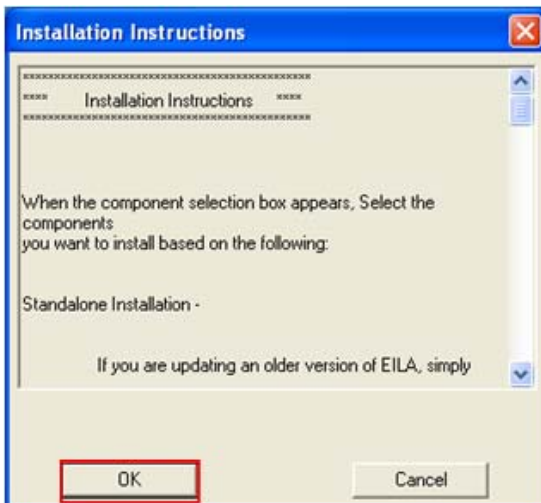 Installation Instructions
****************************************************
**** Installation Instructions ****
****************************************************
When the component selection box appears, Select the
components
you want to install based on the following:
Standalone Installation -
If you are updating an older version of EILA, simply
OK
Cancel